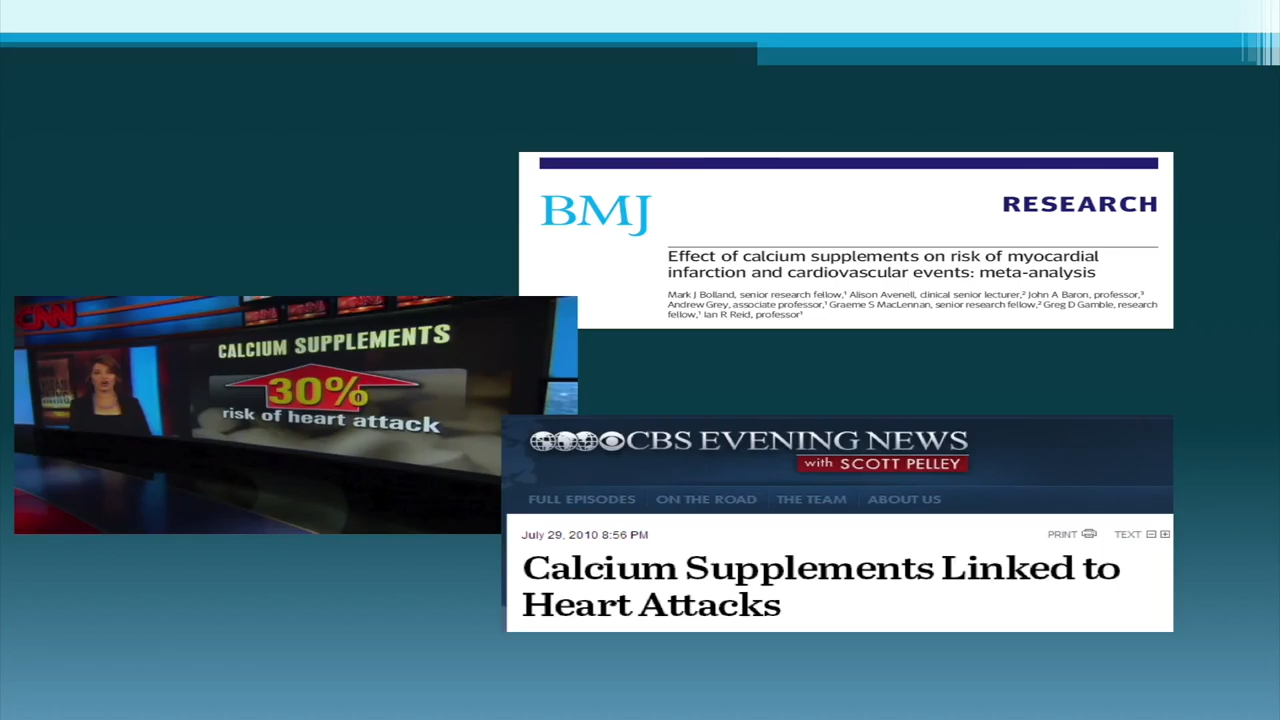 BMJ
RESEARCH
Effect of calcium supplements on risk of myocardial
infarction and cardiovascular events: meta-analysis
Mark J Bolland, senior research fellow,¹ Alison Avenell, clinical senior lecturer,² John A Baron, professor,³
Andrew Grey, associate professor,¹ Graeme S MacLennan, senior research fellow,² Greg D Gamble, research
fellow,¹ Ian R Reid, professor¹
CNN
CALCIUM SUPPLEMENTS
30%
risk of heart attack
CBS EVENING NEWS
with SCOTT PELLEY
FULL EPISODES ON THE ROAD THE TEAM ABOUT US
July 29, 2010 8:56 PM
PRINT TEXT
Calcium Supplements Linked to
Heart Attacks